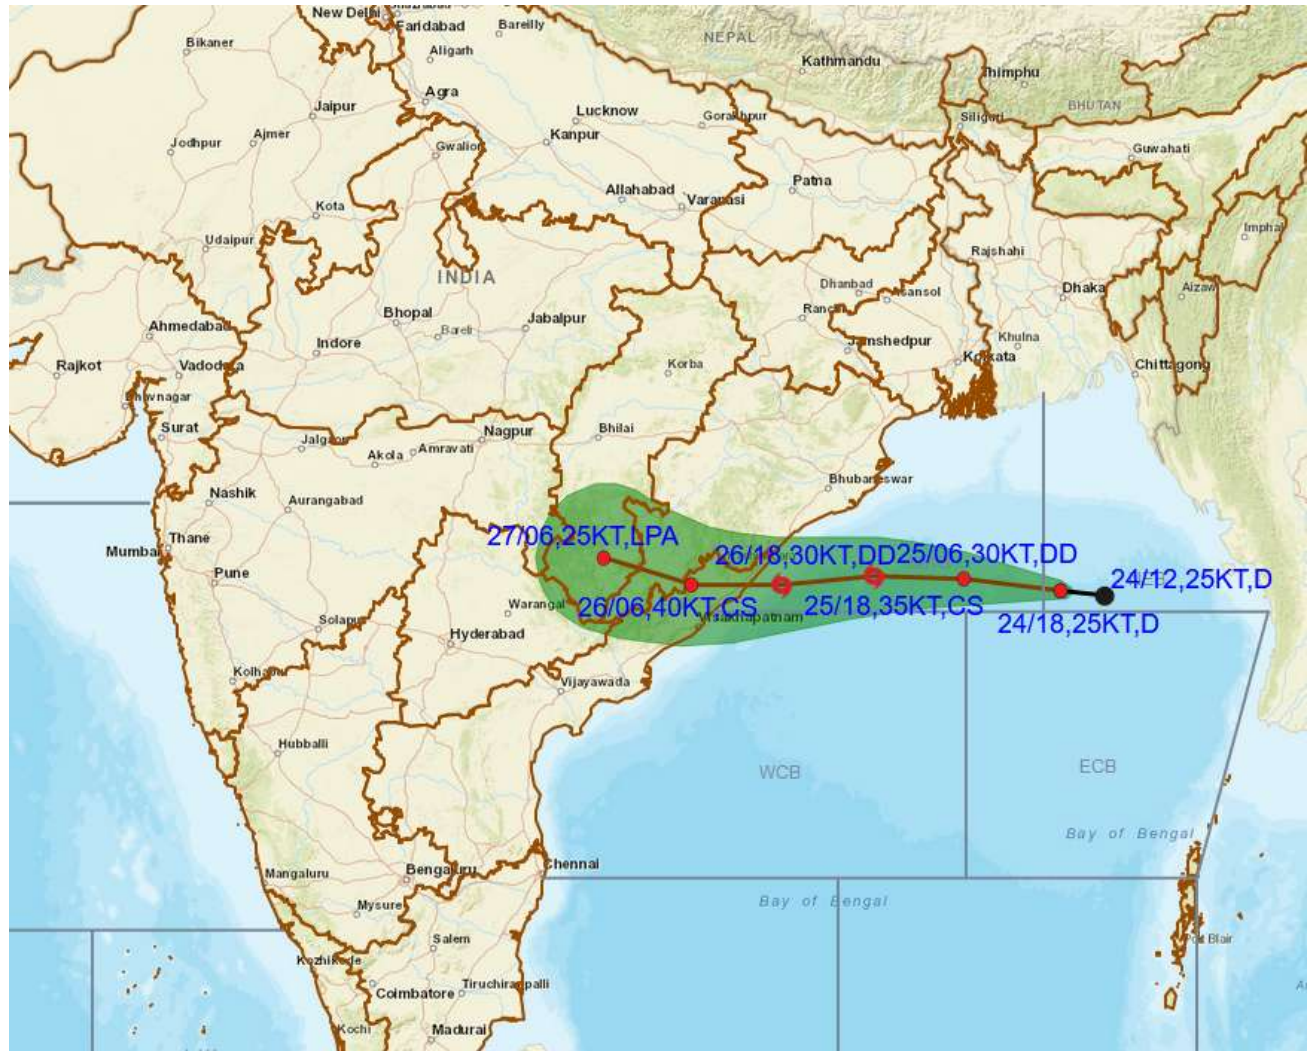 New Delhi
Faridabad
Bareilly
Bikaner
Aligarh
NEPAL
Kathmandu
Thimphu
Agra
Jaipur
Lucknow
Gorakhpur
BHUTAN
Siliguri
Jodhpur
Ajmer
Gwalior
Kanpur
Guwahati
Patna
Allahabad
Varanasi
Kota
Imphal
Udaipur
Rajshahi
INDIA
Dhanbad
Asansol
Dhaka
Aizawl
Bhopal
Jabalpur
Ranchi
Ahmedabad
Bareli
Khulna
Indore
Jamshedpur
Kolkata
Rajkot
Vadodara
Korba
Chittagong
Bhavnagar
Surat
Jalgaon
Nagpur
Bhilai
Akola
Amravati
Bhubaneswar
Nashik
Aurangabad
27/06,25KT,LPA
26/18,30KT,DD
25/06,30KT,DD
24/12,25KT,D
Thane
Mumbai
Pune
26/06,40KT,CS
25/18,35KT,CS
24/18,25KT,D
Warangal
Visakhapatnam
Solapur
Hyderabad
Kolhapur
Vijayawada
Hubballi
WCB
ECB
Bay of Bengal
Chennai
Mangaluru
Bengaluru
Bay of Bengal
Mysure
Salem
Port Blair
Kozhikode
Coimbatore
Tiruchirappalli
Kochi
Madurai